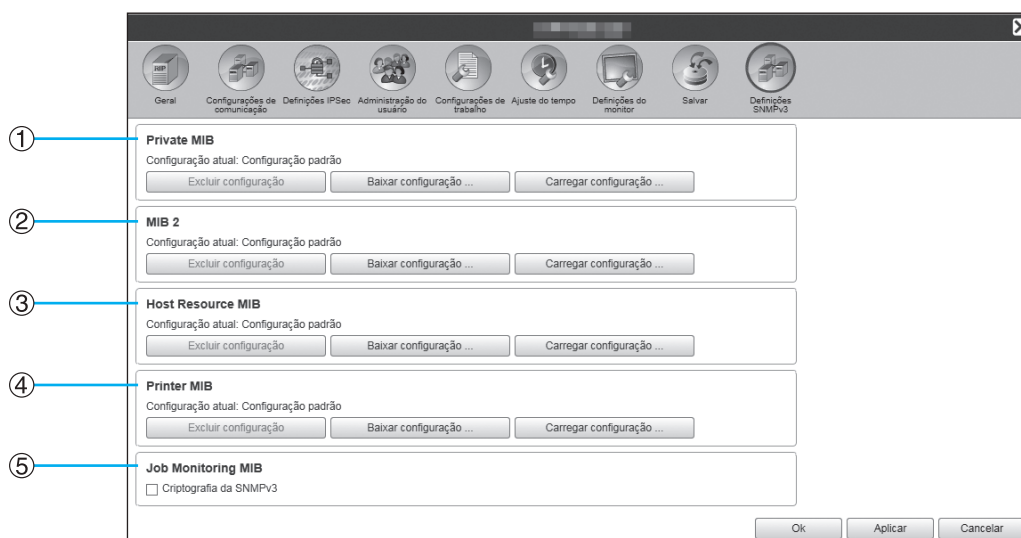 RIP
Geral
Configurações de comunicação
Definições IPSec
Administração do usuário
Configurações de trabalho
Ajuste do tempo
Definições do monitor
Salvar
Definições SNMPv3
① Private MIB
Configuração atual: Configuração padrão
Excluir configuração Baixar configuração ... Carregar configuração ...
② MIB 2
Configuração atual: Configuração padrão
Excluir configuração Baixar configuração ... Carregar configuração ...
③ Host Resource MIB
Configuração atual: Configuração padrão
Excluir configuração Baixar configuração ... Carregar configuração ...
④ Printer MIB
Configuração atual: Configuração padrão
Excluir configuração Baixar configuração ... Carregar configuração ...
⑤ Job Monitoring MIB
Criptografia da SNMPv3
Ok Aplicar Cancelar